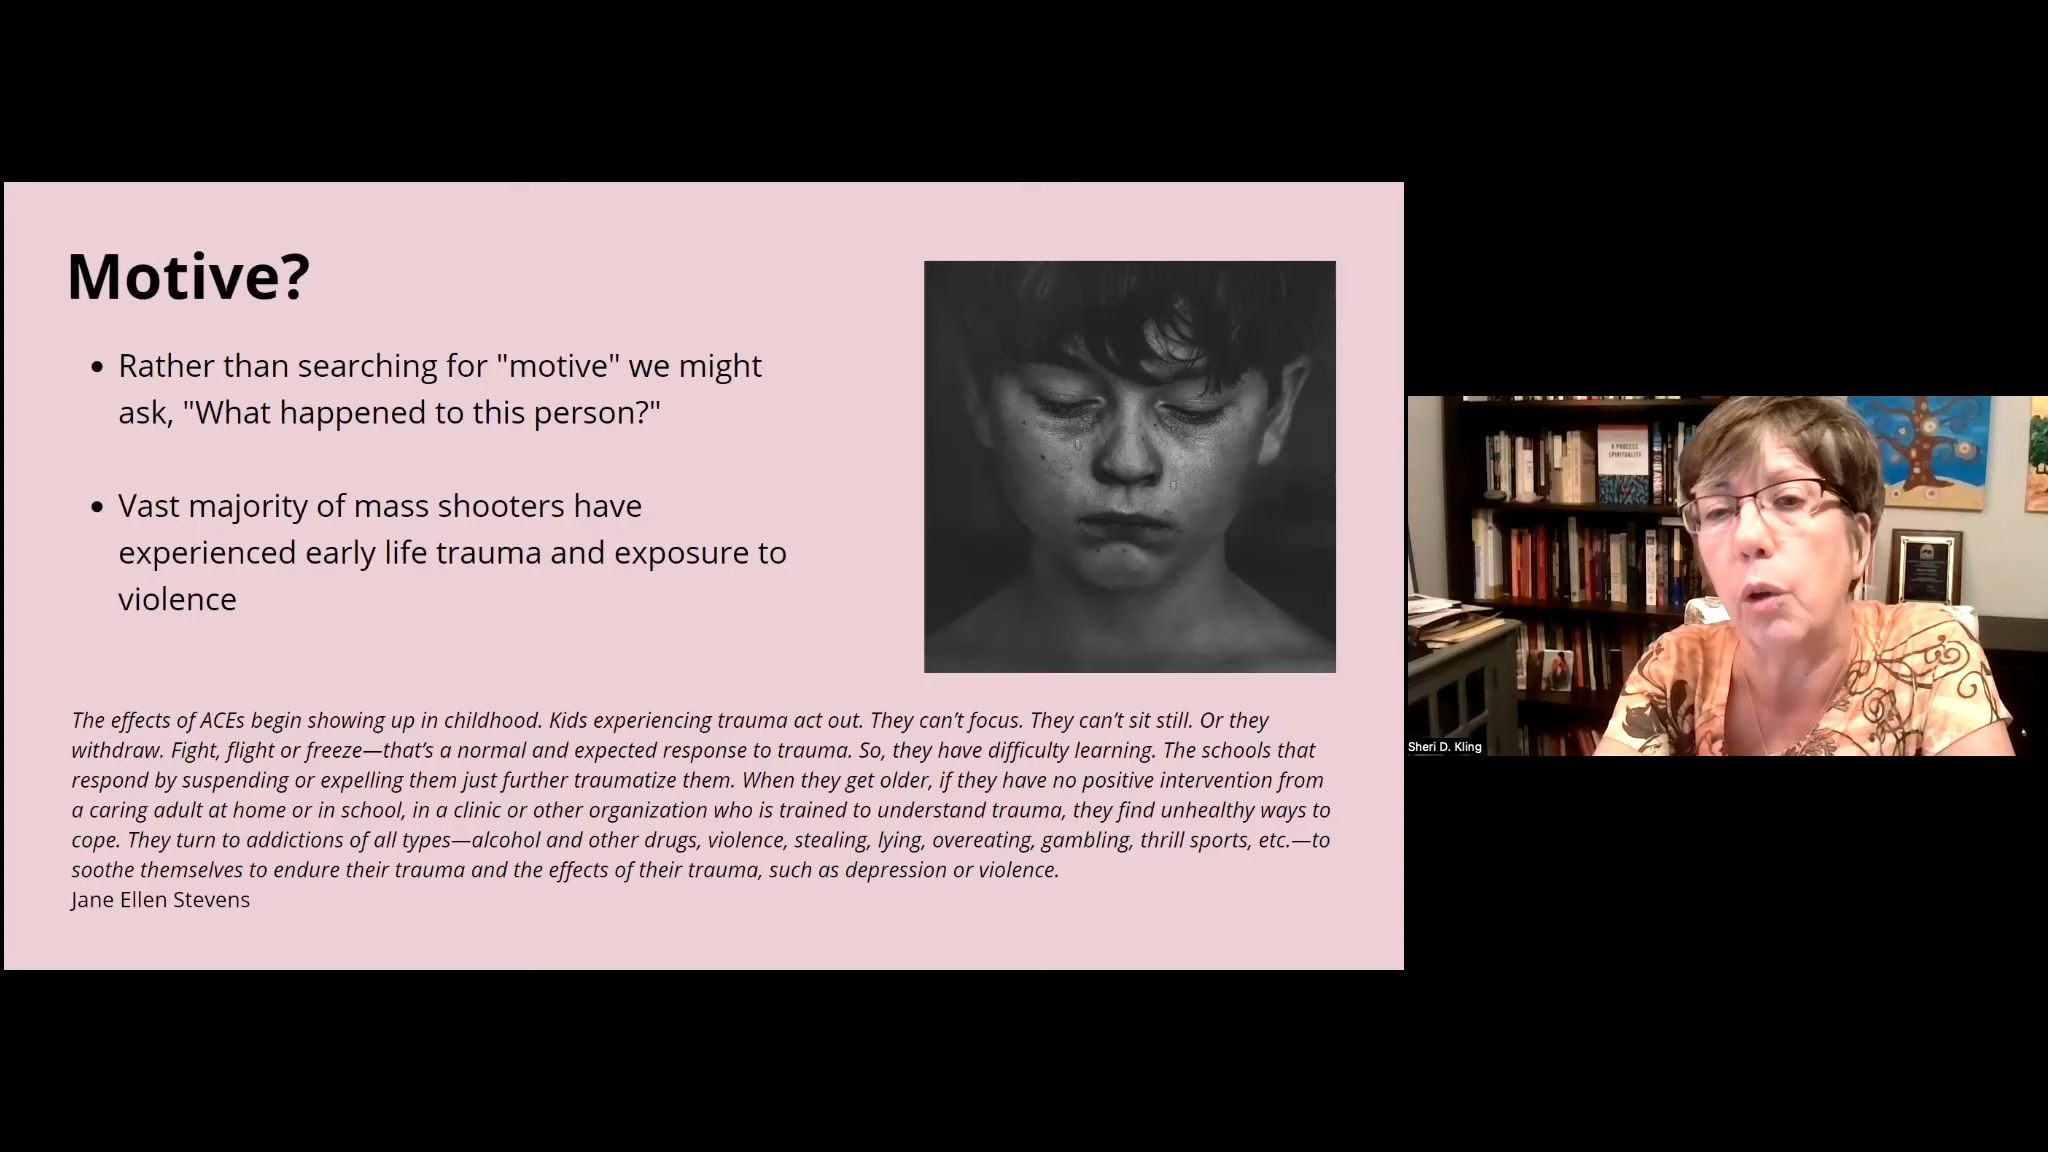 Motive?
• Rather than searching for "motive" we might
ask, "What happened to this person?"
• Vast majority of mass shooters have
experienced early life trauma and exposure to
violence
The effects of ACEs begin showing up in childhood. Kids experiencing trauma act out. They can’t focus. They can’t sit still. Or they
withdraw. Fight, flight or freeze—that’s a normal and expected response to trauma. So, they have difficulty learning. The schools that
respond by suspending or expelling them just further traumatize them. When they get older, if they have no positive intervention from
a caring adult at home or in school, in a clinic or other organization who is trained to understand trauma, they find unhealthy ways to
cope. They turn to addictions of all types—alcohol and other drugs, violence, stealing, lying, overeating, gambling, thrill sports, etc.—to
soothe themselves to endure their trauma and the effects of their trauma, such as depression or violence.
Jane Ellen Stevens
A PROCESS
SPIRITUALITY
Sheri D. Kling